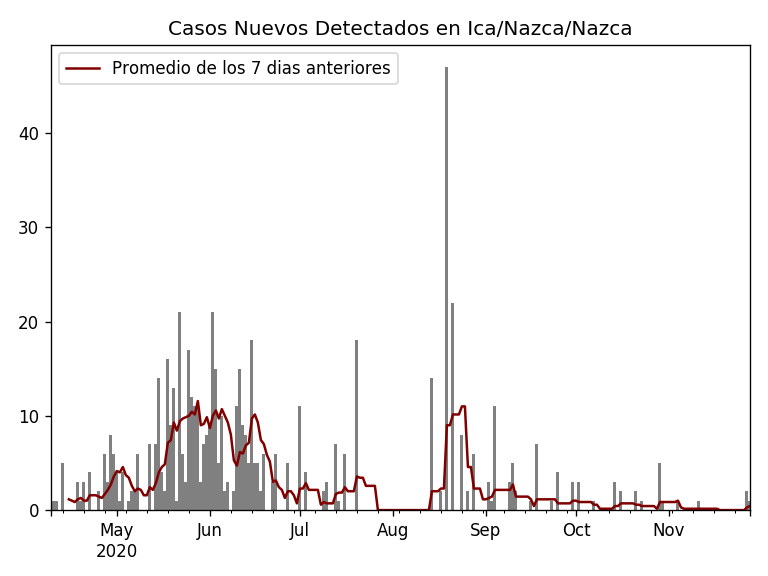 Casos Nuevos Detectados en Ica/Nazca/Nazca
Promedio de los 7 dias anteriores
40
30
20
10
0
May Jun Jul Aug Sep Oct Nov
2020